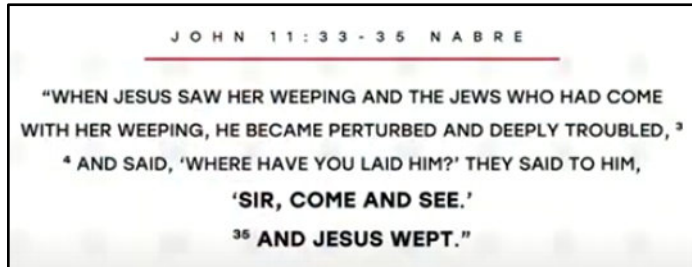 JOHN 11:33-35 NABRE
“WHEN JESUS SAW HER WEEPING AND THE JEWS WHO HAD COME
WITH HER WEEPING, HE BECAME PERTURBED AND DEEPLY TROUBLED, ³
⁴ AND SAID, ‘WHERE HAVE YOU LAID HIM?’ THEY SAID TO HIM,
‘SIR, COME AND SEE.’
³⁵ AND JESUS WEPT.”